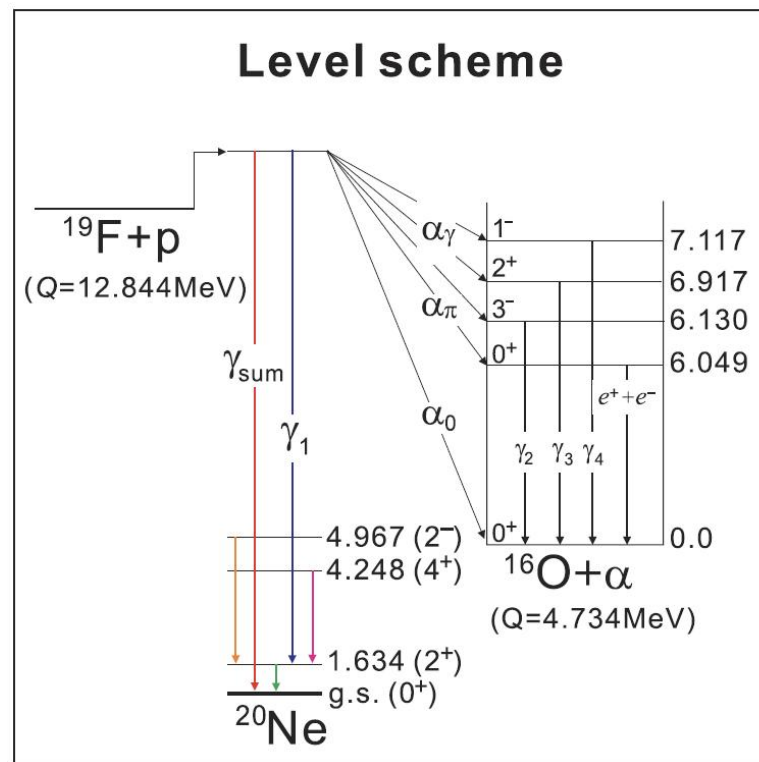 Level scheme
¹⁹F+p
(Q=12.844MeV)
γsum
γ₁
αγ
απ
α₀
1⁻ 7.117
2⁺ 6.917
3⁻ 6.130
0⁺ 6.049
e⁺+e⁻
γ₂ γ₃ γ₄
0⁺ 0.0
¹⁶O+α
(Q=4.734MeV)
4.967 (2⁻)
4.248 (4⁺)
1.634 (2⁺)
g.s. (0⁺)
²⁰Ne